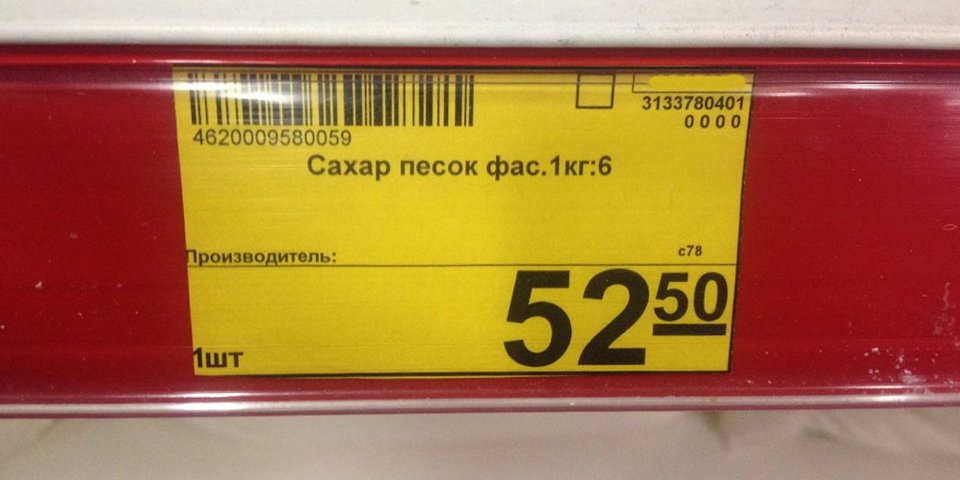 4620009580059
3133780401
0000
Сахар песок фас.1кг:6
Производитель:
с78
52 50
1шт